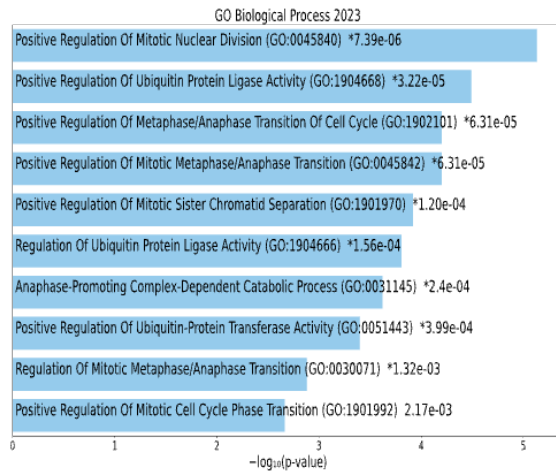 GO Biological Process 2023
Positive Regulation Of Mitotic Nuclear Division (GO:0045840) *7.39e-06
Positive Regulation Of Ubiquitin Protein Ligase Activity (GO:1904668) *3.22e-05
Positive Regulation Of Metaphase/Anaphase Transition Of Cell Cycle (GO:1902101) *6.31e-05
Positive Regulation Of Mitotic Metaphase/Anaphase Transition (GO:0045842) *6.31e-05
Positive Regulation Of Mitotic Sister Chromatid Separation (GO:1901970) *1.20e-04
Regulation Of Ubiquitin Protein Ligase Activity (GO:1904666) *1.56e-04
Anaphase-Promoting Complex-Dependent Catabolic Process (GO:0031145) *2.4e-04
Positive Regulation Of Ubiquitin-Protein Transferase Activity (GO:0051443) *3.99e-04
Regulation Of Mitotic Metaphase/Anaphase Transition (GO:0030071) *1.32e-03
Positive Regulation Of Mitotic Cell Cycle Phase Transition (GO:1901992) 2.17e-03
0 1 2 3 4 5
−log₁₀(p-value)